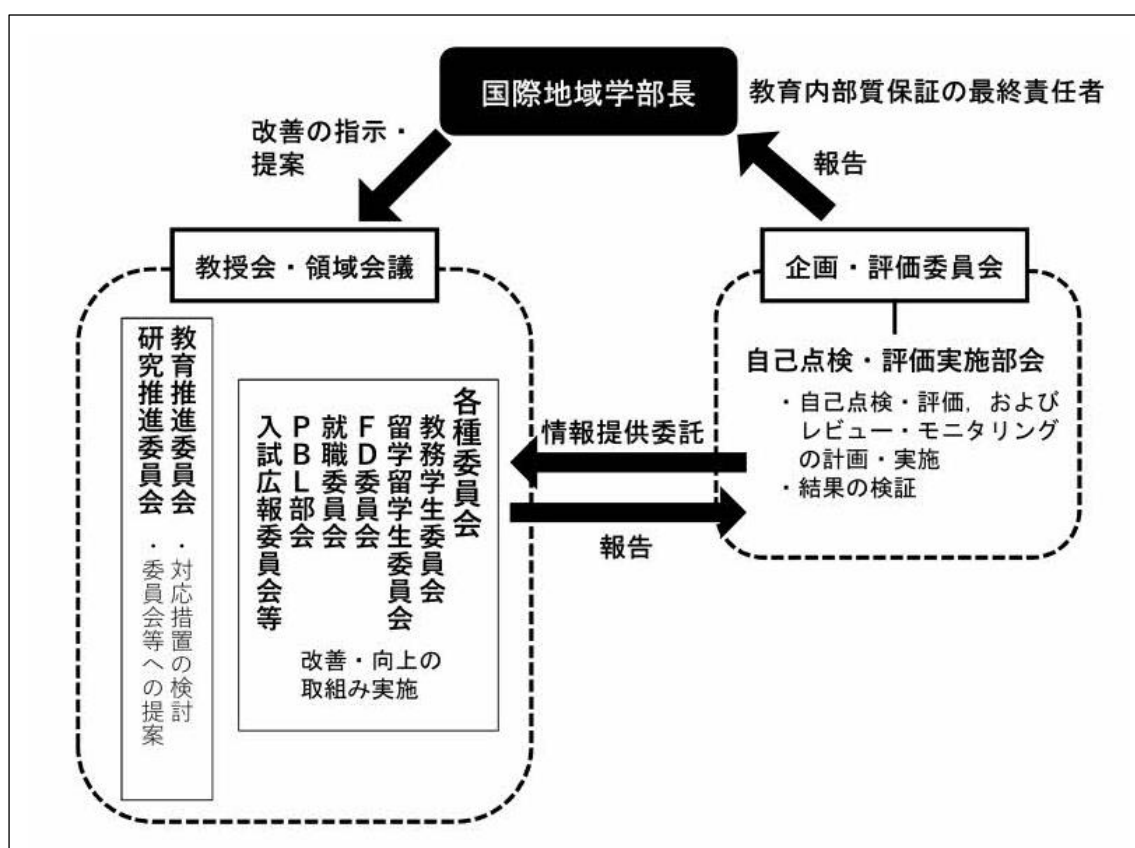 国際地域学部長
教育内部質保証の最終責任者
改善の指示・
提案
報告
教授会・領域会議
企画・評価委員会
教育推進委員会 ・対応措置の検討
研究推進委員会 ・委員会等への提案
各種委員会
教務学生委員会
留学留学生委員会
FD委員会
就職委員会
PBL部会
入試広報委員会等
改善・向上の
取組み実施
情報提供委託
報告
自己点検・評価実施部会
・自己点検・評価，および
レビュー・モニタリング
の計画・実施
・結果の検証